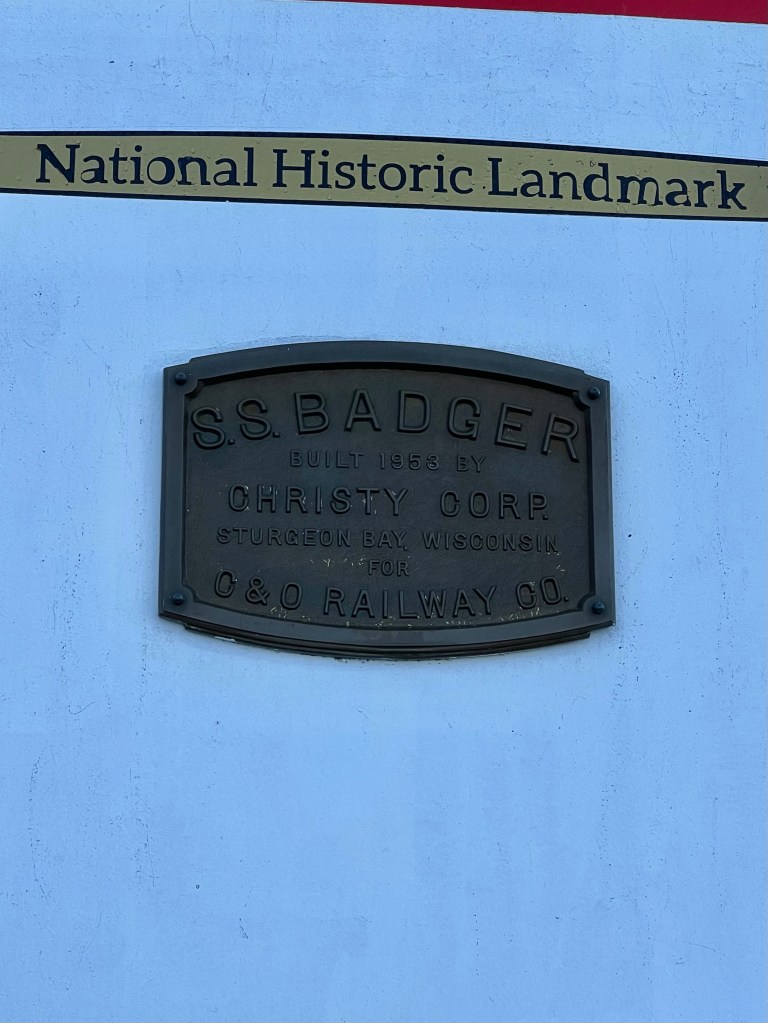 National Historic Landmark
S.S. BADGER
BUILT 1953 BY
CHRISTY CORP.
STURGEON BAY, WISCONSIN
FOR
C & O RAILWAY CO.